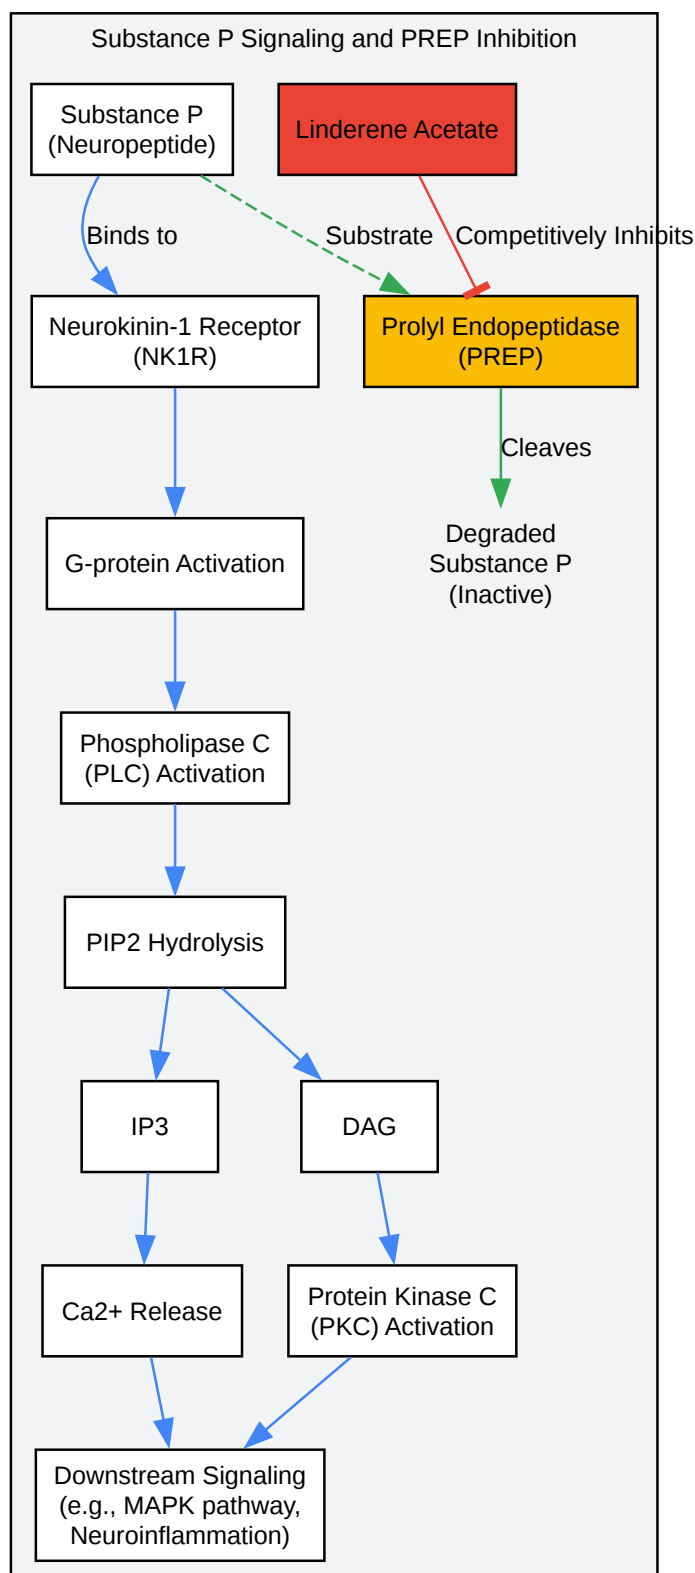 Substance P Signaling and PREP Inhibition
Substance P
(Neuropeptide)
Linderene Acetate
Binds to
Substrate
Competitively Inhibits
Neurokinin-1 Receptor
(NK1R)
Prolyl Endopeptidase
(PREP)
Cleaves
G-protein Activation
Degraded
Substance P
(Inactive)
Phospholipase C
(PLC) Activation
PIP2 Hydrolysis
IP3
DAG
Ca2+ Release
Protein Kinase C
(PKC) Activation
Downstream Signaling
(e.g., MAPK pathway,
Neuroinflammation)